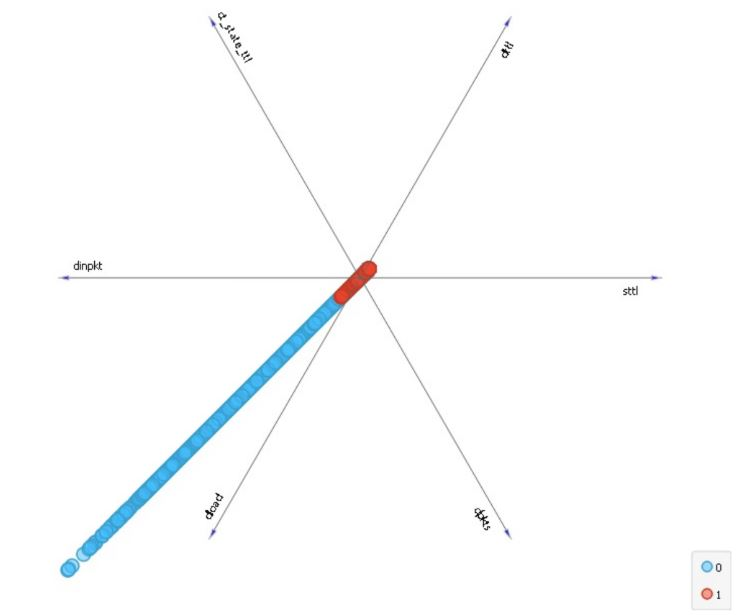 ct_state_ttl
dttl
dinpkt
sttl
dload
dpkts
0
1